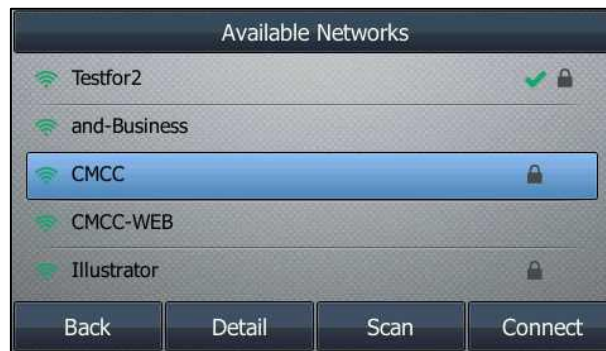 Available Networks
Testfor2
and-Business
CMCC
CMCC-WEB
Illustrator
Back Detail Scan Connect